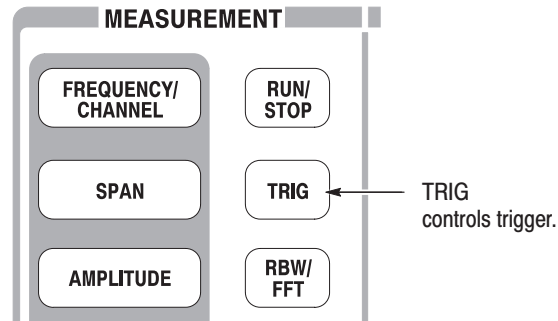 MEASUREMENT
FREQUENCY/
CHANNEL
RUN/
STOP
SPAN
TRIG
TRIG
controls trigger.
AMPLITUDE
RBW/
FFT